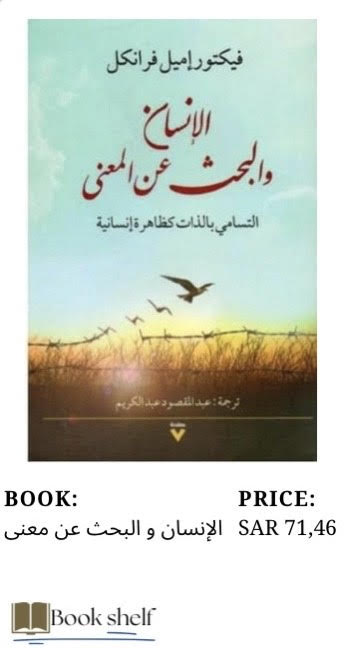 فيكتور إميل فرانكل
الإنسان
والبحث عن المعنى
التسامي بالذات كظاهرة إنسانية
ترجمة: عبدالمقصود عبدالكريم
BOOK: PRICE:
الإنسان و البحث عن معنى SAR 71,46
Book shelf